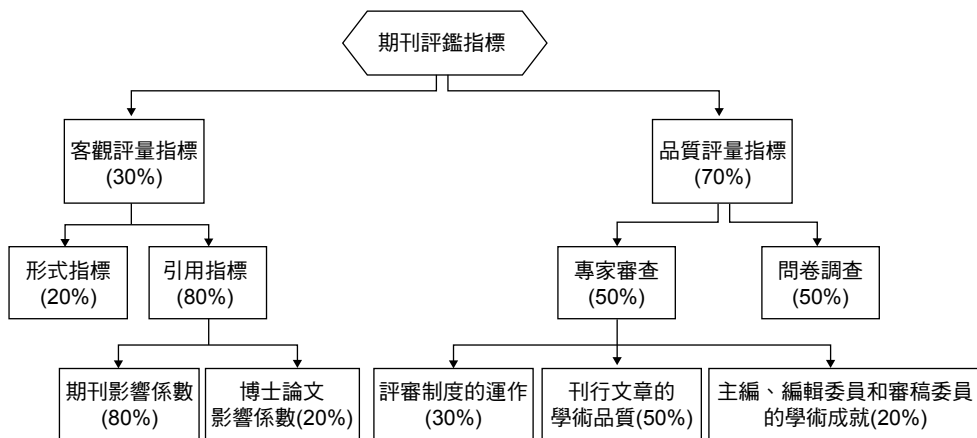 期刊評鑑指標
客觀評量指標
(30%)
品質評量指標
(70%)
形式指標
(20%)
引用指標
(80%)
專家審查
(50%)
問卷調查
(50%)
期刊影響係數
(80%)
博士論文
影響係數(20%)
評審制度的運作
(30%)
刊行文章的
學術品質(50%)
主編、編輯委員和審稿委員
的學術成就(20%)